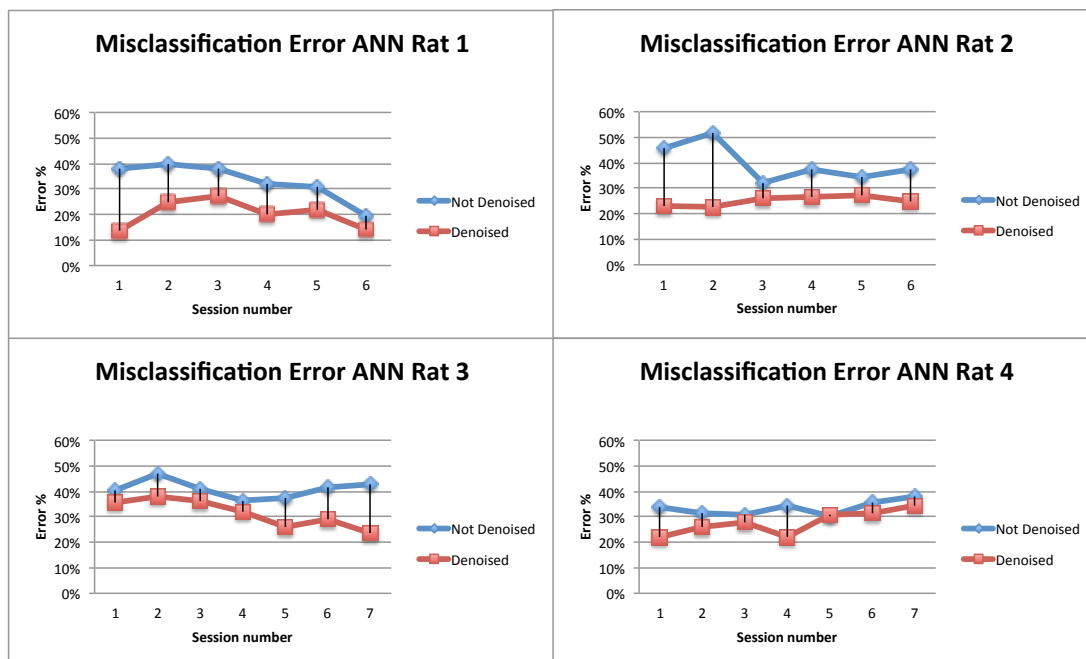 Misclassification Error ANN Rat 1
60%
50%
40%
30%
20%
10%
0%
Error %
1 2 3 4 5 6
Session number
Not Denoised
Denoised
Misclassification Error ANN Rat 2
60%
50%
40%
30%
20%
10%
0%
Error %
1 2 3 4 5 6
Session number
Not Denoised
Denoised
Misclassification Error ANN Rat 3
60%
50%
40%
30%
20%
10%
0%
Error %
1 2 3 4 5 6 7
Session number
Not Denoised
Denoised
Misclassification Error ANN Rat 4
60%
50%
40%
30%
20%
10%
0%
Error %
1 2 3 4 5 6 7
Session number
Not Denoised
Denoised